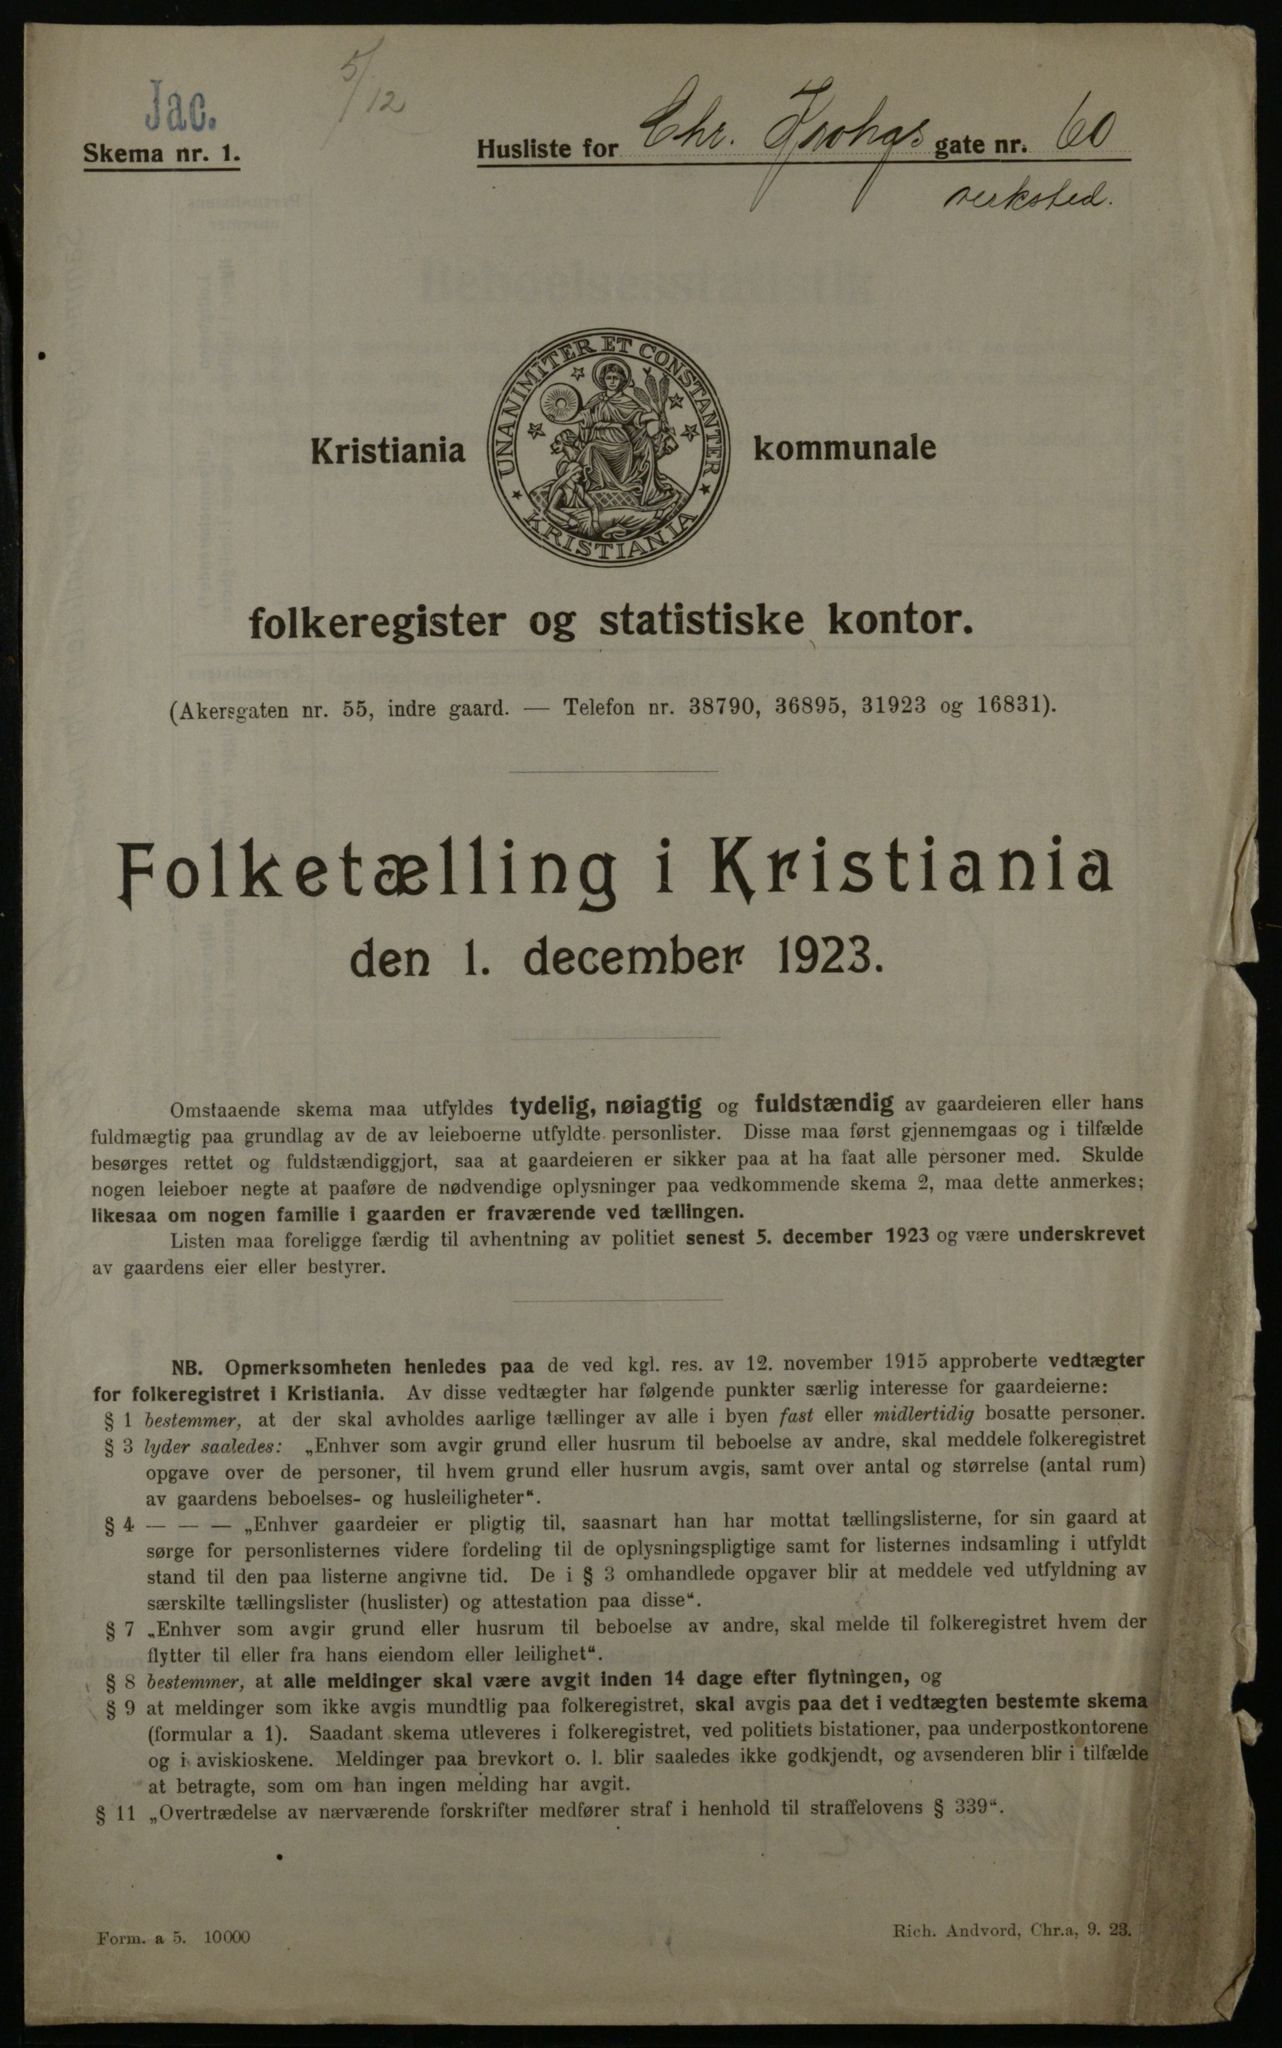 5/12
Jac.
Skema nr. 1.
Husliste for Chr. Krohgs gate nr. 60
verksted.
Kristiania kommunale
UNANIMITER ET CONSTANTER
KRISTIANIA
folkeregister og statistiske kontor.
(Akersgaten nr. 55, indre gaard. — Telefon nr. 38790, 36895, 31923 og 16831).
Folketælling i Kristiania
den 1. december 1923.
Omstaaende skema maa utfyldes tydelig, nøiagtig og fuldstændig av gaardeieren eller hans
fuldmægtig paa grundlag av de av leieboerne utfyldte personlister. Disse maa først gjennemgaas og i tilfælde
besørges rettet og fuldstændiggjort, saa at gaardeieren er sikker paa at ha faat alle personer med. Skulde
nogen leieboer negte at paaføre de nødvendige oplysninger paa vedkommende skema 2, maa dette anmerkes;
likesaa om nogen familie i gaarden er fraværende ved tællingen.
Listen maa foreligge færdig til avhentning av politiet senest 5. december 1923 og være underskrevet
av gaardens eier eller bestyrer.
NB. Opmerksomheten henledes paa de ved kgl. res. av 12. november 1915 approberte vedtægter
for folkeregistret i Kristiania. Av disse vedtægter har følgende punkter særlig interesse for gaardeierne:
§ 1 bestemmer, at der skal avholdes aarlige tællinger av alle i byen fast eller midlertidig bosatte personer.
§ 3 lyder saaledes: „Enhver som avgir grund eller husrum til beboelse av andre, skal meddele folkeregistret
opgave over de personer, til hvem grund eller husrum avgis, samt over antal og størrelse (antal rum)
av gaardens beboelses- og husleiligheter“.
§ 4 — — — „Enhver gaardeier er pligtig til, saasnart han har mottat tællingslisterne, for sin gaard at
sørge for personlisternes videre fordeling til de oplysningspligtige samt for listernes indsamling i utfyldt
stand til den paa listerne angivne tid. De i § 3 omhandlede opgaver blir at meddele ved utfyldning av
særskilte tællingslister (huslister) og attestation paa disse“.
§ 7 „Enhver som avgir grund eller husrum til beboelse av andre, skal melde til folkeregistret hvem der
flytter til eller fra hans eiendom eller leilighet“.
§ 8 bestemmer, at alle meldinger skal være avgit inden 14 dage efter flytningen, og
§ 9 at meldinger som ikke avgis mundtlig paa folkeregistret, skal avgis paa det i vedtægten bestemte skema
(formular a 1). Saadant skema utleveres i folkeregistret, ved politiets bistationer, paa underpostkontorene
og i aviskioskene. Meldinger paa brevkort o. l. blir saaledes ikke godkjendt, og avsenderen blir i tilfælde
at betragte, som om han ingen melding har avgit.
§ 11 „Overtrædelse av nærværende forskrifter medfører straf i henhold til straffelovens § 339“.
Form. a 5. 10000
Rich. Andvord, Chr.a, 9. 23.